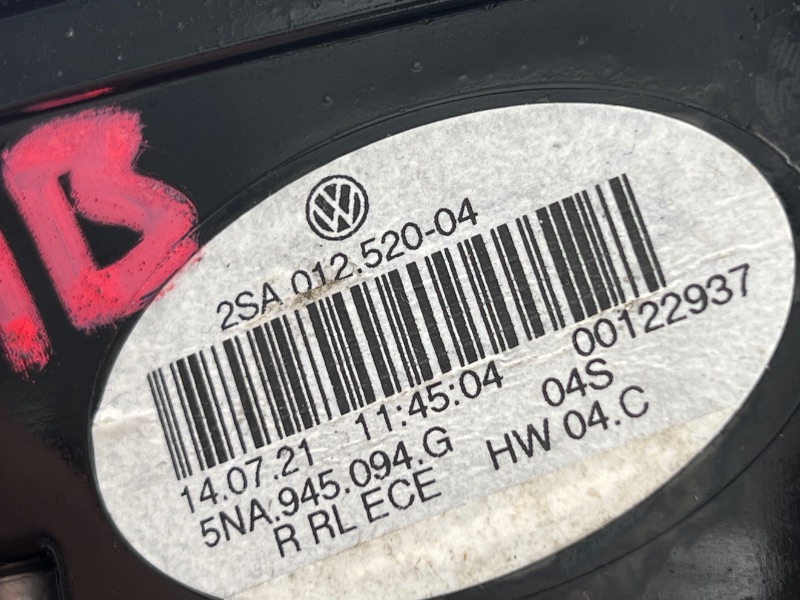 B
2SA 012.520-04
00122937
14.07.21 11:45:04 04S
5NA.945.094.G HW 04.C
R RL ECE